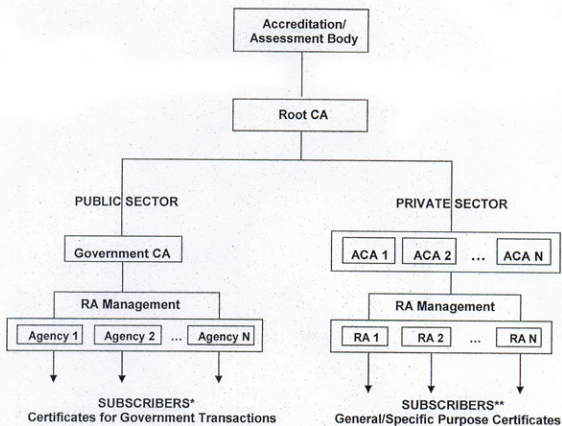 Accreditation/
Assessment Body
Root CA
PUBLIC SECTOR
PRIVATE SECTOR
Government CA
ACA 1 ACA 2 ... ACA N
RA Management
RA Management
Agency 1 Agency 2 ... Agency N
RA 1 RA 2 ... RA N
SUBSCRIBERS*
Certificates for Government Transactions
SUBSCRIBERS**
General/Specific Purpose Certificates